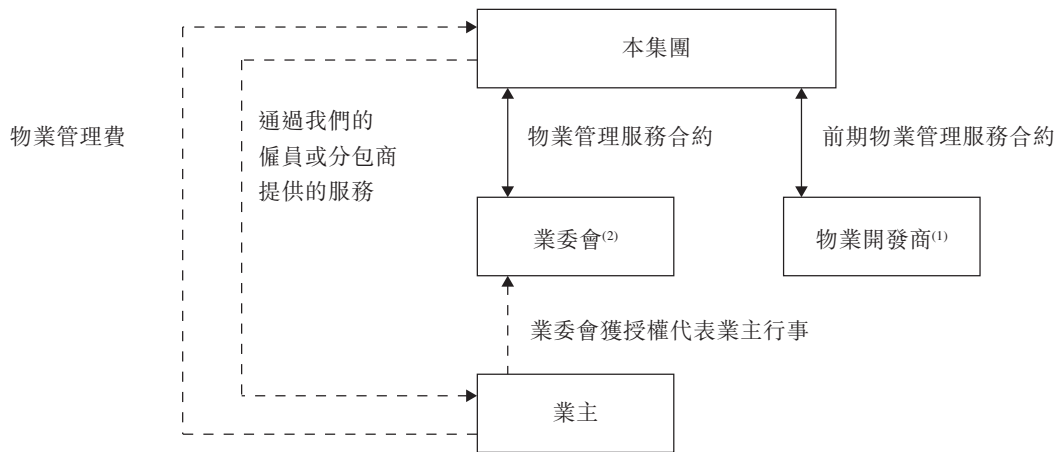 本集團
物業管理費
通過我們的
僱員或分包商
提供的服務
物業管理服務合約
前期物業管理服務合約
業委會(2)
物業開發商(1)
業委會獲授權代表業主行事
業主